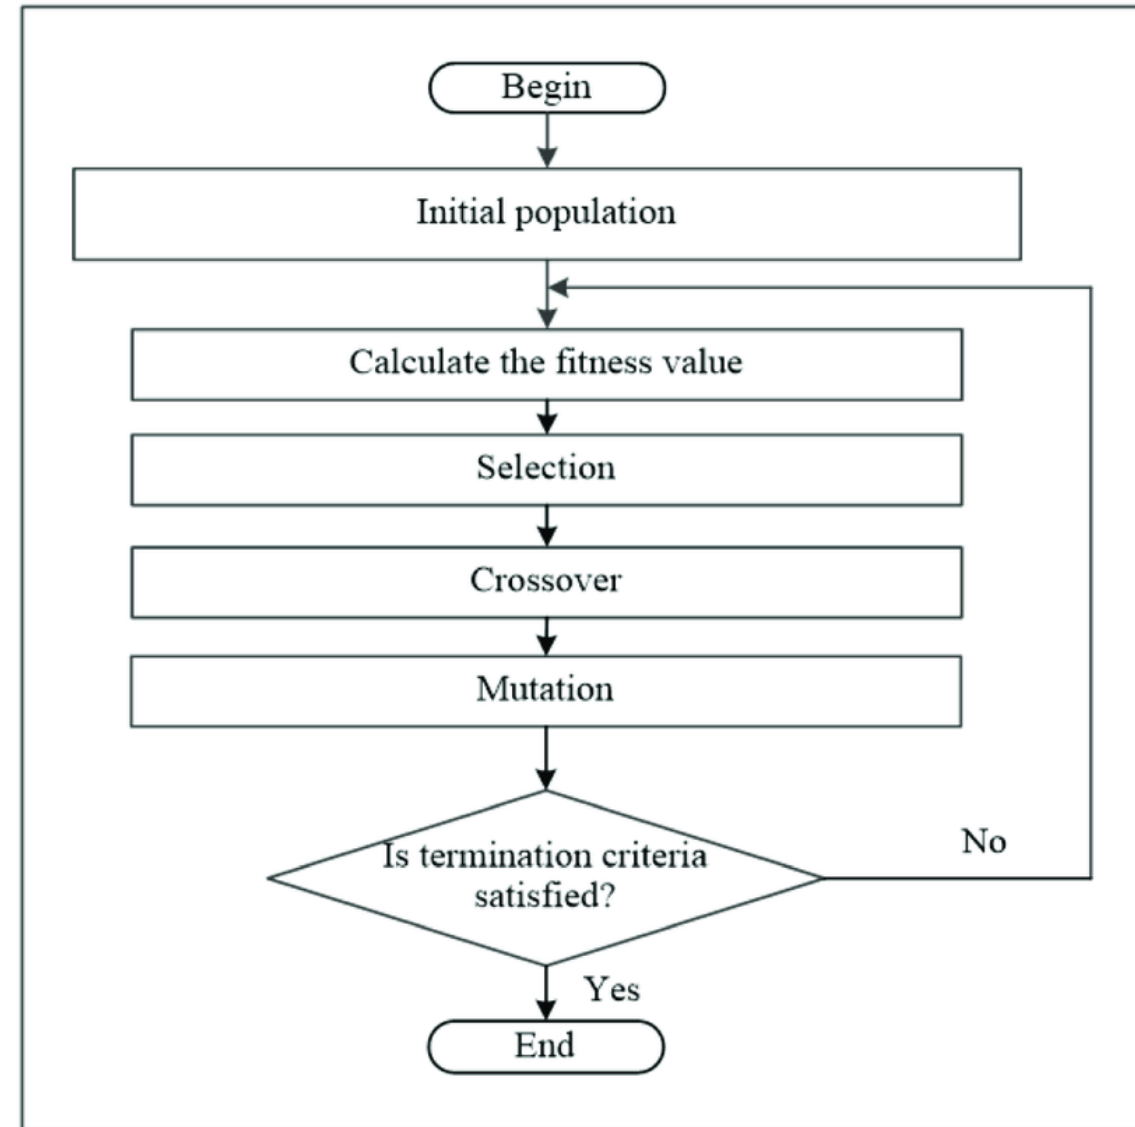 Begin
Initial population
Calculate the fitness value
Selection
Crossover
Mutation
Is termination criteria
satisfied?
No
Yes
End